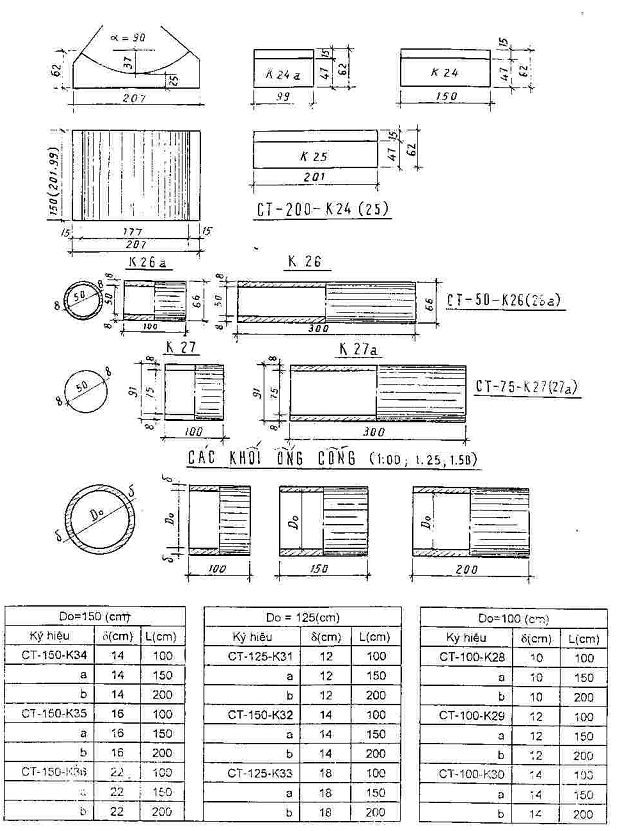 α = 90
62
37
25
207
K 24 a
15
47
62
99
K 24
15
47
62
150
150 (201.99)
15
177
15
207
K 25
15
47
62
201
CT-200-K24 (25)
K 26 a
K 26
50
8
8
8
50
8
66
100
8
50
8
66
300
CT-50-K26(26a)
K 27
K 27a
50
8
8
91
75
8
8
100
91
75
8
8
300
CT-75-K27(27a)
CÁC KHỐI ỐNG CỐNG (1:00; 1.25, 1.50)
Do
δ
δ
δ
Do
δ
100
Do
150
Do
200
Do=150 (cm)
Ký hiệu δ(cm) L(cm)
CT-150-K34 14 100
a 14 150
b 14 200
CT-150-K35 16 100
a 16 150
b 16 200
CT-150-K36 22 100
a 22 150
b 22 200
Do = 125(cm)
Ký hiệu δ(cm) L(cm)
CT-125-K31 12 100
a 12 150
b 12 200
CT-150-K32 14 100
a 14 150
b 14 200
CT-125-K33 18 100
a 18 150
b 18 200
Do=100 (cm)
Ký hiệu δ(cm) L(cm)
CT-100-K28 10 100
a 10 150
b 10 200
CT-100-K29 12 100
a 12 150
b 12 200
CT-100-K30 14 100
a 14 150
b 14 200